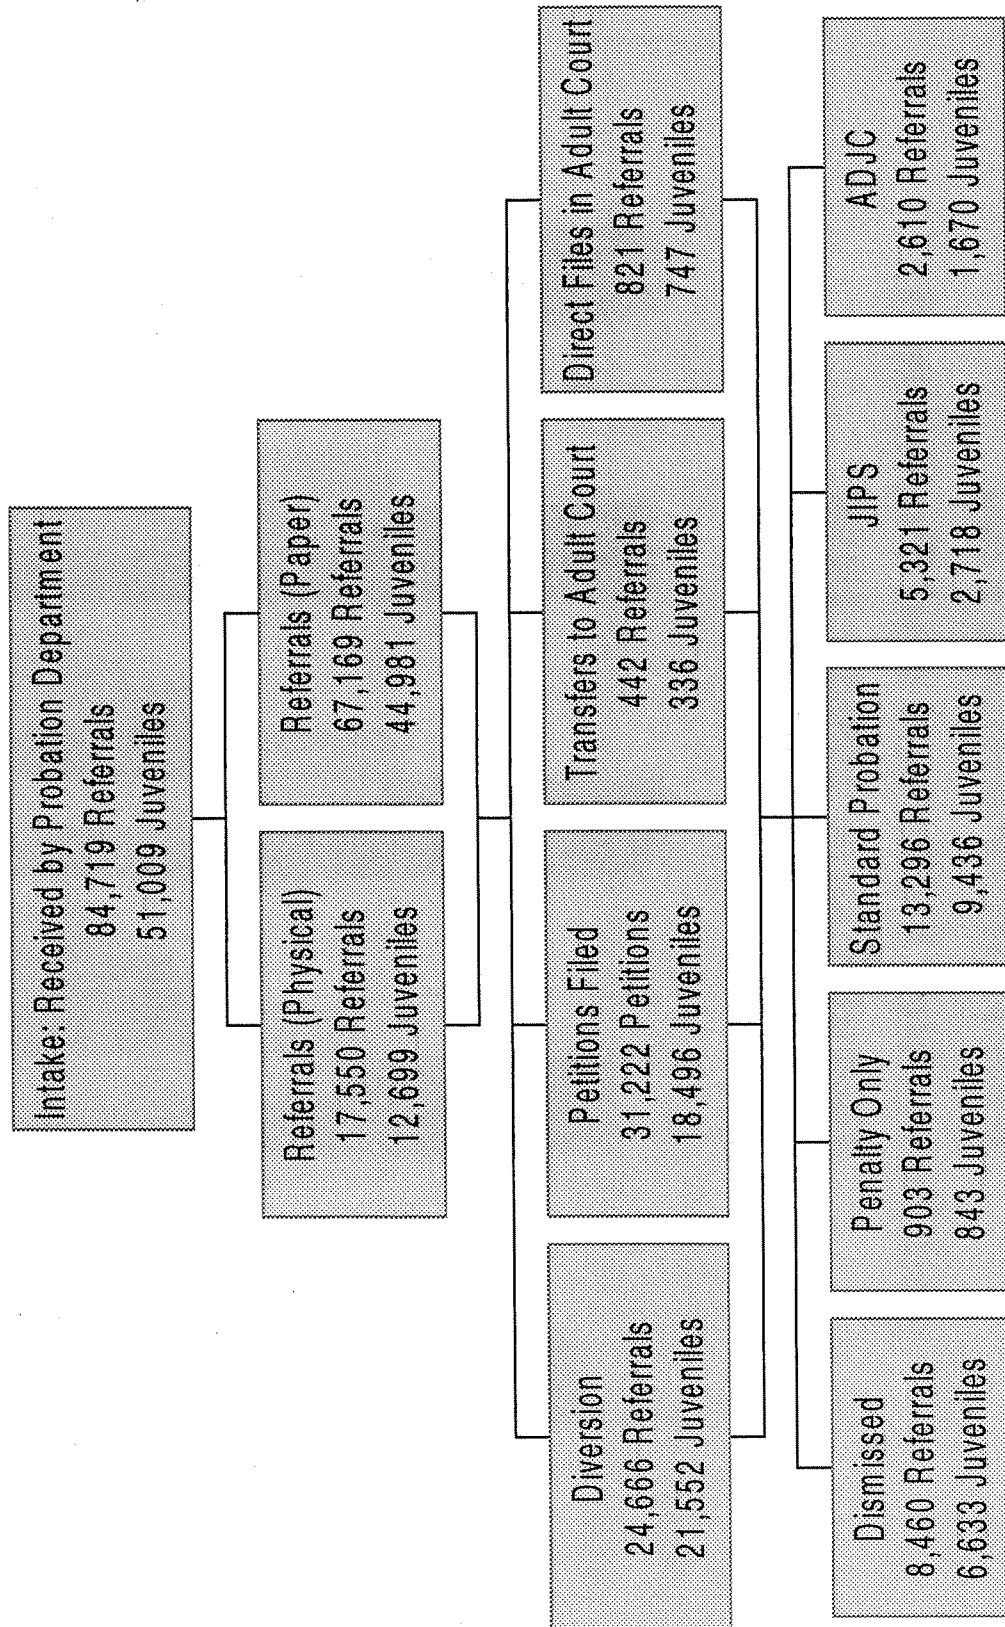 Intake: Received by Probation Department
84,719 Referrals
51,009 Juveniles
Referrals (Physical)
17,550 Referrals
12,699 Juveniles
Referrals (Paper)
67,169 Referrals
44,981 Juveniles
Diversion
24,666 Referrals
21,552 Juveniles
Petitions Filed
31,222 Petitions
18,496 Juveniles
Transfers to Adult Court
442 Referrals
336 Juveniles
Direct Files in Adult Court
821 Referrals
747 Juveniles
Dismissed
8,460 Referrals
6,633 Juveniles
Penalty Only
903 Referrals
843 Juveniles
Standard Probation
13,296 Referrals
9,436 Juveniles
JIPS
5,321 Referrals
2,718 Juveniles
ADJC
2,610 Referrals
1,670 Juveniles